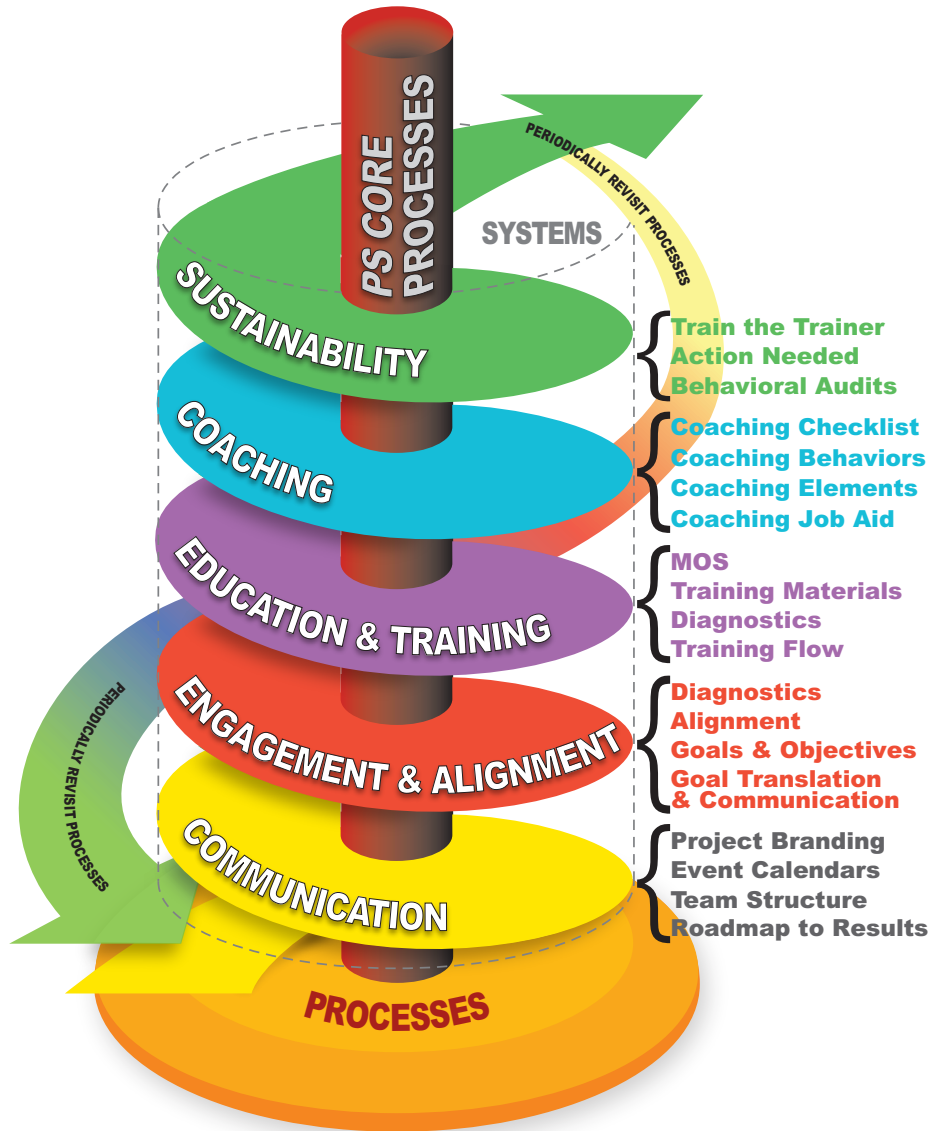 PS CORE
PROCESSES
PERIODICALLY REVISIT PROCESSES
SYSTEMS
SUSTAINABILITY
Train the Trainer
Action Needed
Behavioral Audits
COACHING
Coaching Checklist
Coaching Behaviors
Coaching Elements
Coaching Job Aid
EDUCATION & TRAINING
MOS
Training Materials
Diagnostics
Training Flow
PERIODICALLY REVISIT PROCESSES
ENGAGEMENT & ALIGNMENT
Diagnostics
Alignment
Goals & Objectives
Goal Translation
& Communication
COMMUNICATION
Project Branding
Event Calendars
Team Structure
Roadmap to Results
PROCESSES